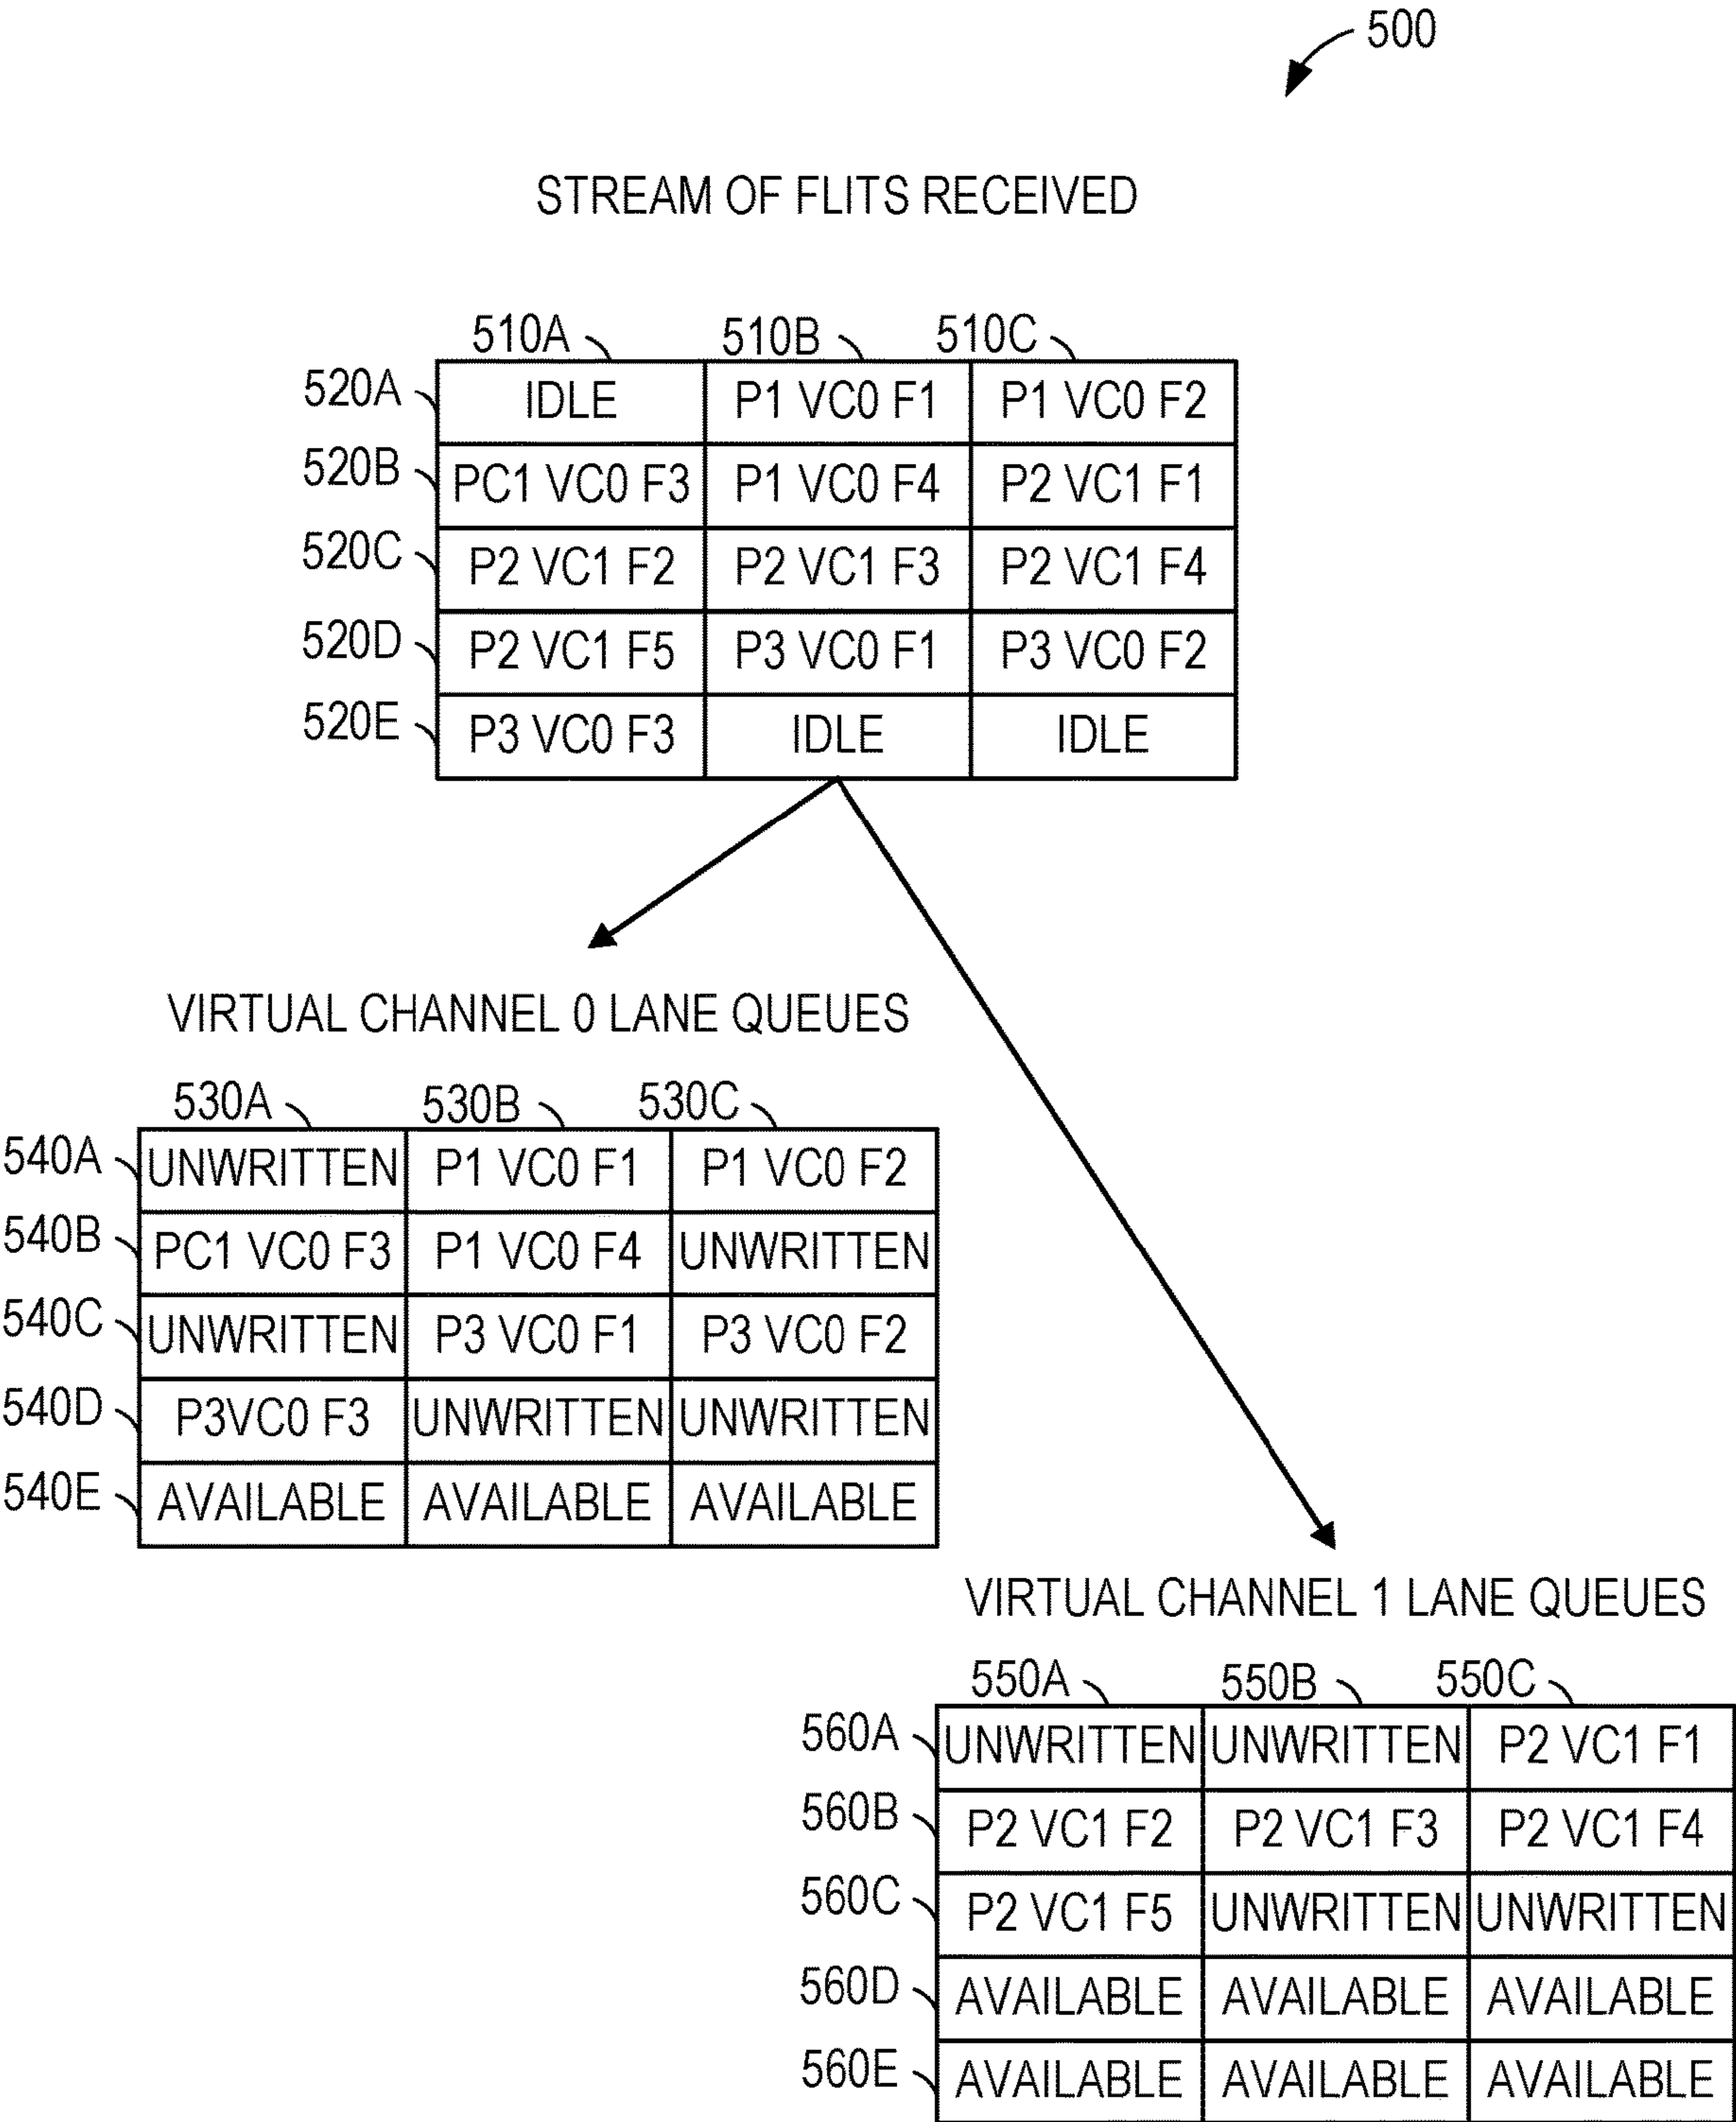 500
STREAM OF FLITS RECEIVED
510A 510B 510C
520A IDLE P1 VC0 F1 P1 VC0 F2
520B PC1 VC0 F3 P1 VC0 F4 P2 VC1 F1
520C P2 VC1 F2 P2 VC1 F3 P2 VC1 F4
520D P2 VC1 F5 P3 VC0 F1 P3 VC0 F2
520E P3 VC0 F3 IDLE IDLE
VIRTUAL CHANNEL 0 LANE QUEUES
530A 530B 530C
540A UNWRITTEN P1 VC0 F1 P1 VC0 F2
540B PC1 VC0 F3 P1 VC0 F4 UNWRITTEN
540C UNWRITTEN P3 VC0 F1 P3 VC0 F2
540D P3VC0 F3 UNWRITTEN UNWRITTEN
540E AVAILABLE AVAILABLE AVAILABLE
VIRTUAL CHANNEL 1 LANE QUEUES
550A 550B 550C
560A UNWRITTEN UNWRITTEN P2 VC1 F1
560B P2 VC1 F2 P2 VC1 F3 P2 VC1 F4
560C P2 VC1 F5 UNWRITTEN UNWRITTEN
560D AVAILABLE AVAILABLE AVAILABLE
560E AVAILABLE AVAILABLE AVAILABLE